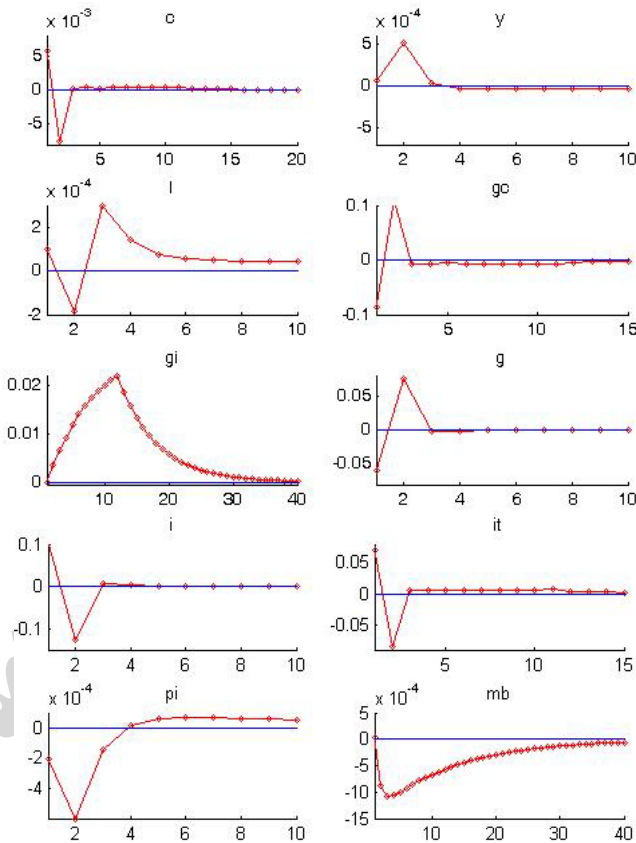 c y
x 10⁻³ x 10⁻⁴
5 5
0 0
-5 -5
5 10 15 20 2 4 6 8 10
l gc
x 10⁻⁴ 0.1
2
0 0
-2 -0.1
2 4 6 8 10 5 10 15
gi g
0.02 0.05
0.01 0
0 -0.05
10 20 30 40 2 4 6 8 10
i it
0.1 0.05
0 0
-0.1 -0.05
2 4 6 8 10 5 10 15
pi mb
x 10⁻⁴ x 10⁻⁴
5
0 0
-2 -5
-4 -10
-15
2 4 6 8 10 10 20 30 40